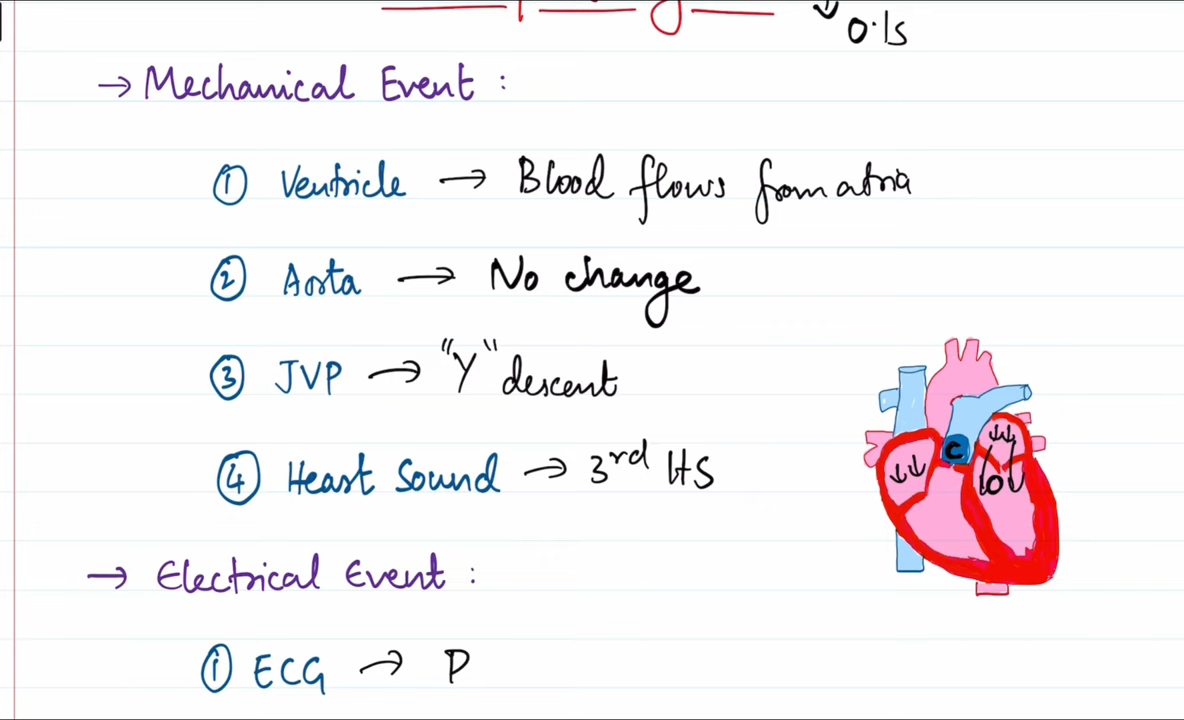 0.1s
→ Mechanical Event :
① Ventricle → Blood flows from atria
② Aorta → No change
③ JVP → "Y" descent
④ Heart Sound → 3rd HS
C
→ Electrical Event :
① ECG → P